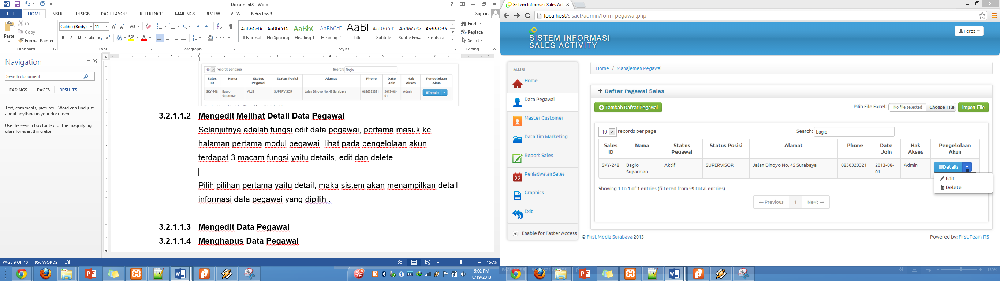 Document8 - Word
FILE HOME INSERT DESIGN PAGE LAYOUT REFERENCES MAILINGS REVIEW VIEW Nitro Pro 8 Sign in
Cut
Copy
Format Painter
Paste
Clipboard
Calibri (Body) 11
Font
Paragraph
AaBbCcDc AaBbCcDc AaBbC AaBbCcD AaB AaBbCcD AaBbCcDc AaBbCcDc
¶ Normal No Spacing Heading 1 Heading 2 Title Subtitle Subtle Em... Emphasis
Styles
Find
Replace
Select
Editing
Navigation
Search document
HEADINGS PAGES RESULTS
Text, comments, pictures... Word can find just
about anything in your document.
Use the search box for text or the magnifying
glass for everything else.
1 2 3 4 5 6 7
10 records per page Search: Bagio
Sales ID Nama Status Pegawai Status Posisi Alamat Phone Date Join Hak Akses Pengelolaan Akun
SKY-248 Bagio Suparman Aktif SUPERVISOR Jalan Dinoyo No. 45 Surabaya 0856323321 2013-08-01 Admin Details
3.2.1.1.2 Mengedit Melihat Detail Data Pegawai
Selanjutnya adalah fungsi edit data pegawai, pertama masuk ke
halaman pertama modul pegawai, lihat pada pengelolaan akun
terdapat 3 macam fungsi yaitu details, edit dan delete.
Pilih pilihan pertama yaitu detail, maka sistem akan menampilkan detail
informasi data pegawai yang dipilih :
3.2.1.1.3 Mengedit Data Pegawai
3.2.1.1.4 Menghapus Data Pegawai
PAGE 9 OF 10 950 WORDS 150%
5:02 PM
8/19/2013
Sistem Informasi Sales Act
localhost/sisact/admin/form_pegawai.php
SISTEM INFORMASI
SALES ACTIVITY
Perez
MAIN
Home
Data Pegawai
Master Customer
Data Tim Marketing
Report Sales
Penjadwalan Sales
22
Graphics
Exit
Enable for Faster Access
Home / Manajemen Pegawai
Daftar Pegawai Sales
Tambah Daftar Pegawai Pilih File Excel: No file selected Choose File Import File
10 records per page Search: bagio
Sales ID Nama Status Pegawai Status Posisi Alamat Phone Date Join Hak Akses Pengelolaan Akun
SKY-248 Bagio Suparman Aktif SUPERVISOR Jalan Dinoyo No. 45 Surabaya 0856323321 2013-08-01 Admin Details
Edit
Delete
Showing 1 to 1 of 1 entries (filtered from 99 total entries)
← Previous 1 Next →
© First Media Surabaya 2013 Powered by: First Team ITS